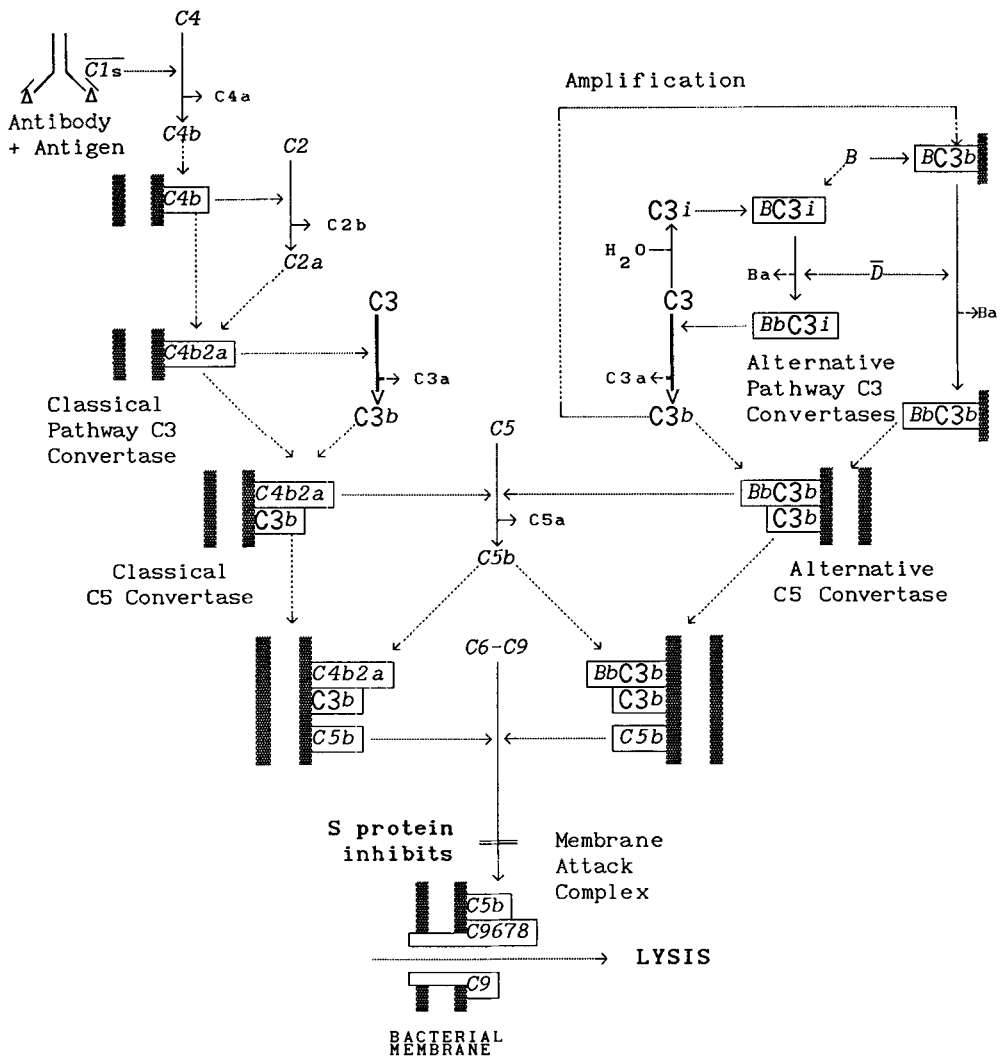 C4
C1s
C4a
Antibody
+ Antigen
C4b
C2
C4b
C2b
C2a
C3
C4b2a
C3a
C3b
Classical
Pathway C3
Convertase
Amplification
B
BC3b
C3i
BC3i
H2O
Ba
D
C3
BbC3i
Ba
C3a
C3b
Alternative
Pathway C3
Convertases
BbC3b
C5
C4b2a
C3b
C5a
C5b
BbC3b
C3b
Classical
C5 Convertase
Alternative
C5 Convertase
C6-C9
C4b2a
C3b
C5b
BbC3b
C3b
C5b
S protein
inhibits
Membrane
Attack
Complex
C5b
C9678
LYSIS
C9
BACTERIAL
MEMBRANE